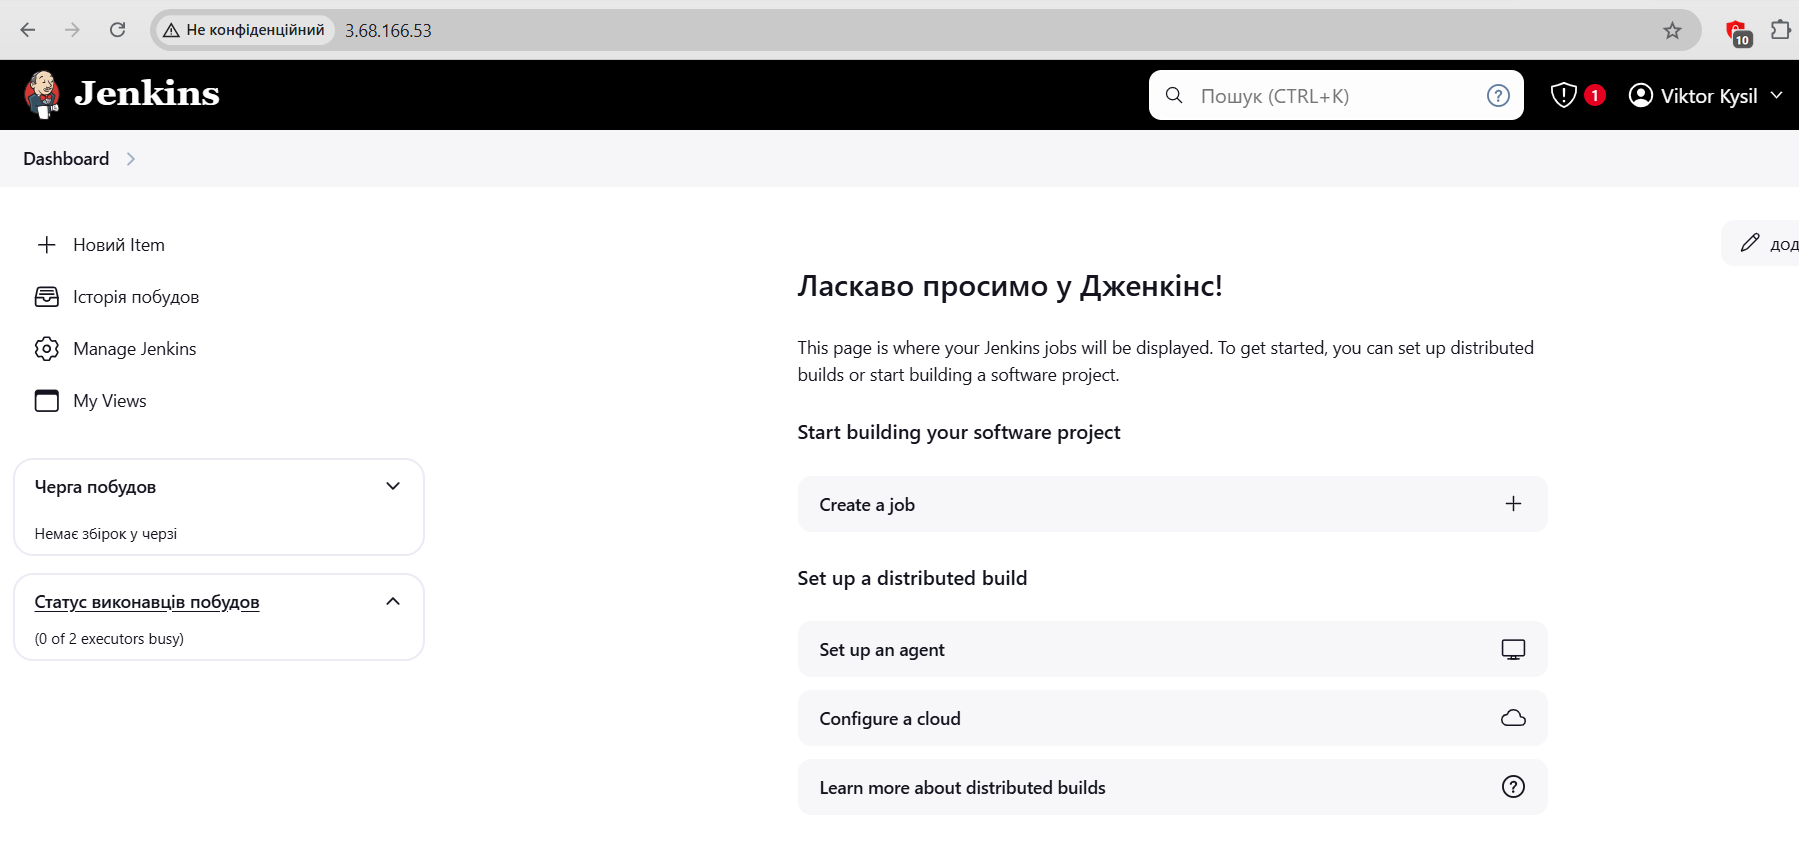 Не конфіденційний
3.68.166.53
10
Jenkins
Пошук (CTRL+K)
1
Viktor Kysil
Dashboard
Новий Item
Історія побудов
Manage Jenkins
My Views
Черга побудов
Немає збірок у черзі
Статус виконавців побудов
(0 of 2 executors busy)
дод
Ласкаво просимо у Дженкінс!
This page is where your Jenkins jobs will be displayed. To get started, you can set up distributed
builds or start building a software project.
Start building your software project
Create a job
Set up a distributed build
Set up an agent
Configure a cloud
Learn more about distributed builds